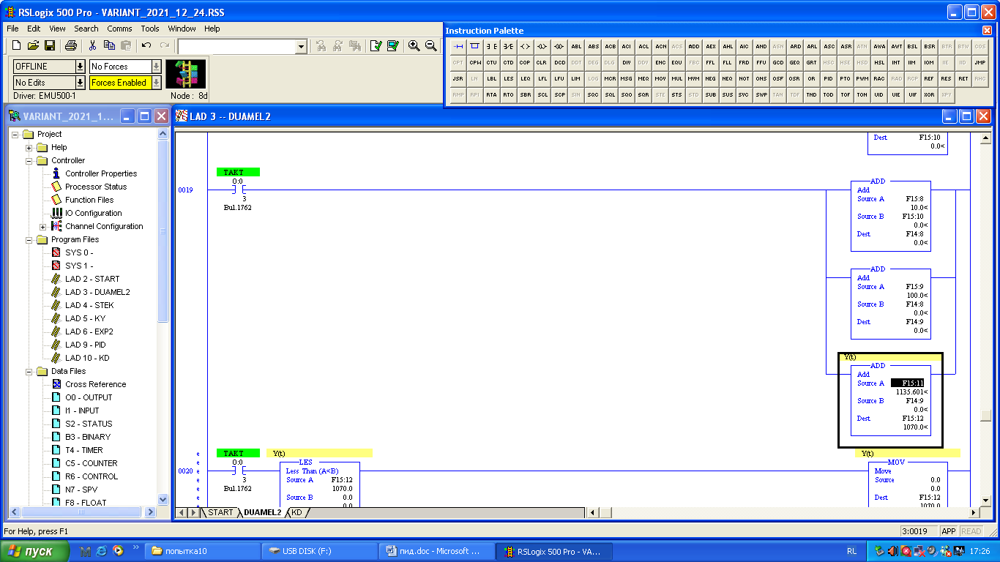 RSLogix 500 Pro - VARIANT_2021_12_24.RSS
File Edit View Search Comms Tools Window Help
Instruction Palette
ABL ABS ACB ACI ACL ACN ACS ADD AEX AHL AIC AND ASN ARD ARL ASC ASR ATN AWA AWT BSL BSR BTR BTW COS
CPT CPW CTU CTD COP CLR DCD DDT DEG DLG DIV DDV ENC EQU FBC FFL FLL FRD FFU GCD GEQ GRT HSC HSE HSD HSL INT IIM IOM IIE IID JMP
JSR LN LBL LES LEQ LFL LFU LIM LOG MCR MSG MEQ MOV MUL MVM NEG NEQ NOT ONS OSF OSR OR PID PTO PWM RAC RAD RCP REF RES RET RHC
RMP RPI RTA RTO SBR SCL SCP SIN SQC SQL SQO SQR STE STS STD SUB SUS SVC SWP TAN TDF TND TOD TOF TON UID UIE UIF XOR XPY
OFFLINE No Forces
No Edits Forces Enabled
Driver: EMU500-1 Node : 8d
VARIANT_2021_1...
Project
Help
Controller
Controller Properties
Processor Status
Function Files
IO Configuration
Channel Configuration
Program Files
SYS 0 -
SYS 1 -
LAD 2 - START
LAD 3 - DUAMEL2
LAD 4 - STEK
LAD 5 - KY
LAD 6 - EXP2
LAD 9 - PID
LAD 10 - KD
Data Files
Cross Reference
O0 - OUTPUT
I1 - INPUT
S2 - STATUS
B3 - BINARY
T4 - TIMER
C5 - COUNTER
R6 - CONTROL
N7 - SPV
F8 - FLOAT
LAD 3 -- DUAMEL2
Dest F15:10
0.0<
TAKT
O:0
0019
3
Bul.1762
ADD
Add
Source A F15:8
10.0<
Source B F15:10
0.0<
Dest F14:8
0.0<
ADD
Add
Source A F15:9
100.0<
Source B F14:8
0.0<
Dest F14:9
0.0<
Y(t)
ADD
Add
Source A F15:11
1135.601<
Source B F14:9
0.0<
Dest F15:12
1070.0<
TAKT
O:0
e
e
0020 e
e
e
e
3
Bul.1762
Y(t)
LES
Less Than (A<B)
Source A F15:12
1070.0
Source B 0.0
0.0
Y(t)
MOV
Move
Source 0.0
0.0
Dest F15:12
1070.0
START DUAMEL2 KD
For Help, press F1
3:0019 APP READ
пуск
попытка10
USB DISK (F:)
пид.doc - Microsoft ...
RSLogix 500 Pro - VA...
RL
17:26